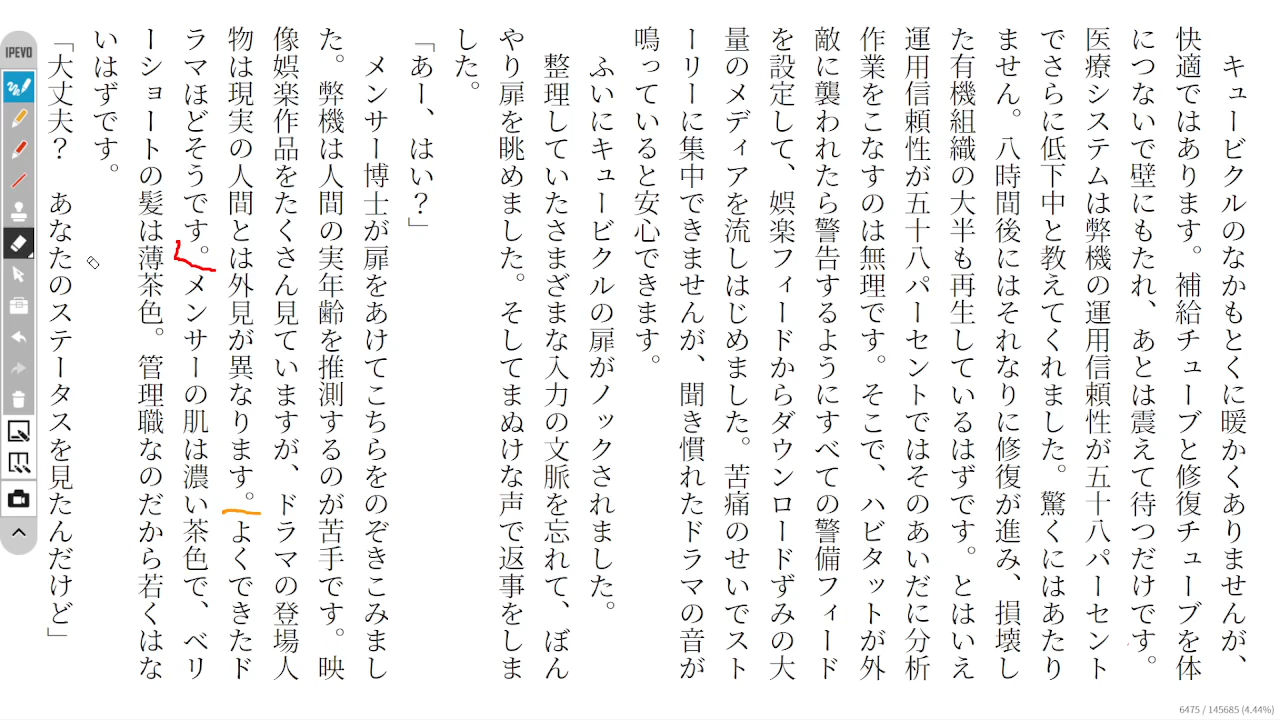 キュービクルのなかもとくに暖かくありませんが、
快適ではあります。補給チューブと修復チューブを体
につないで壁にもたれ、あとは震えて待つだけです。
医療システムは弊機の運用信頼性が五十八パーセント
でさらに低下中と教えてくれました。驚くにはあたり
ません。八時間後にはそれなりに修復が進み、損壊し
た有機組織の大半も再生しているはずです。とはいえ
運用信頼性が五十八パーセントではそのあいだに分析
作業をこなすのは無理です。そこで、ハビタットが外
敵に襲われたら警告するようにすべての警備フィード
を設定して、娯楽フィードからダウンロードずみの大
量のメディアを流しはじめました。苦痛のせいでスト
ーリーに集中できませんが、聞き慣れたドラマの音が
鳴っていると安心できます。
ふいにキュービクルの扉がノックされました。
整理していたさまざまな入力の文脈を忘れて、ぼん
やり扉を眺めました。そしてまぬけな声で返事をしま
した。
「あー、はい？」
メンサー博士が扉をあけてこちらをのぞきこみまし
た。弊機は人間の実年齢を推測するのが苦手です。映
像娯楽作品をたくさん見ていますが、ドラマの登場人
物は現実の人間とは外見が異なります。よくできたド
ラマほどそうです。メンサーの肌は濃い茶色で、ベリ
ーショートの髪は薄茶色。管理職なのだから若くはな
いはずです。
「大丈夫？　あなたのステータスを見たんだけど」
IPEVO
6475 / 145685 (4.44%)